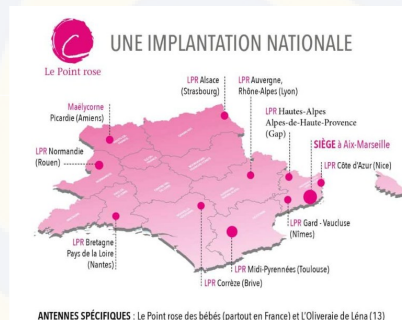 UNE IMPLANTATION NATIONALE
Le Point rose
LPR Alsace
(Strasbourg)
LPR Auvergne,
Rhône-Alpes (Lyon)
Maëlycorne
Picardie (Amiens)
LPR Hautes-Alpes
Alpes-de-Haute-Provence
(Gap)
SIÈGE à Aix-Marseille
LPR Normandie
(Rouen)
LPR Côte d'Azur (Nice)
LPR Gard - Vaucluse
(Nîmes)
LPR Bretagne
Pays de la Loire
(Nantes)
LPR Midi-Pyrennées (Toulouse)
LPR Corrèze (Brive)
ANTENNES SPÉCIFIQUES : Le Point rose des bébés (partout en France) et L'Oliveraie de Léna (13)